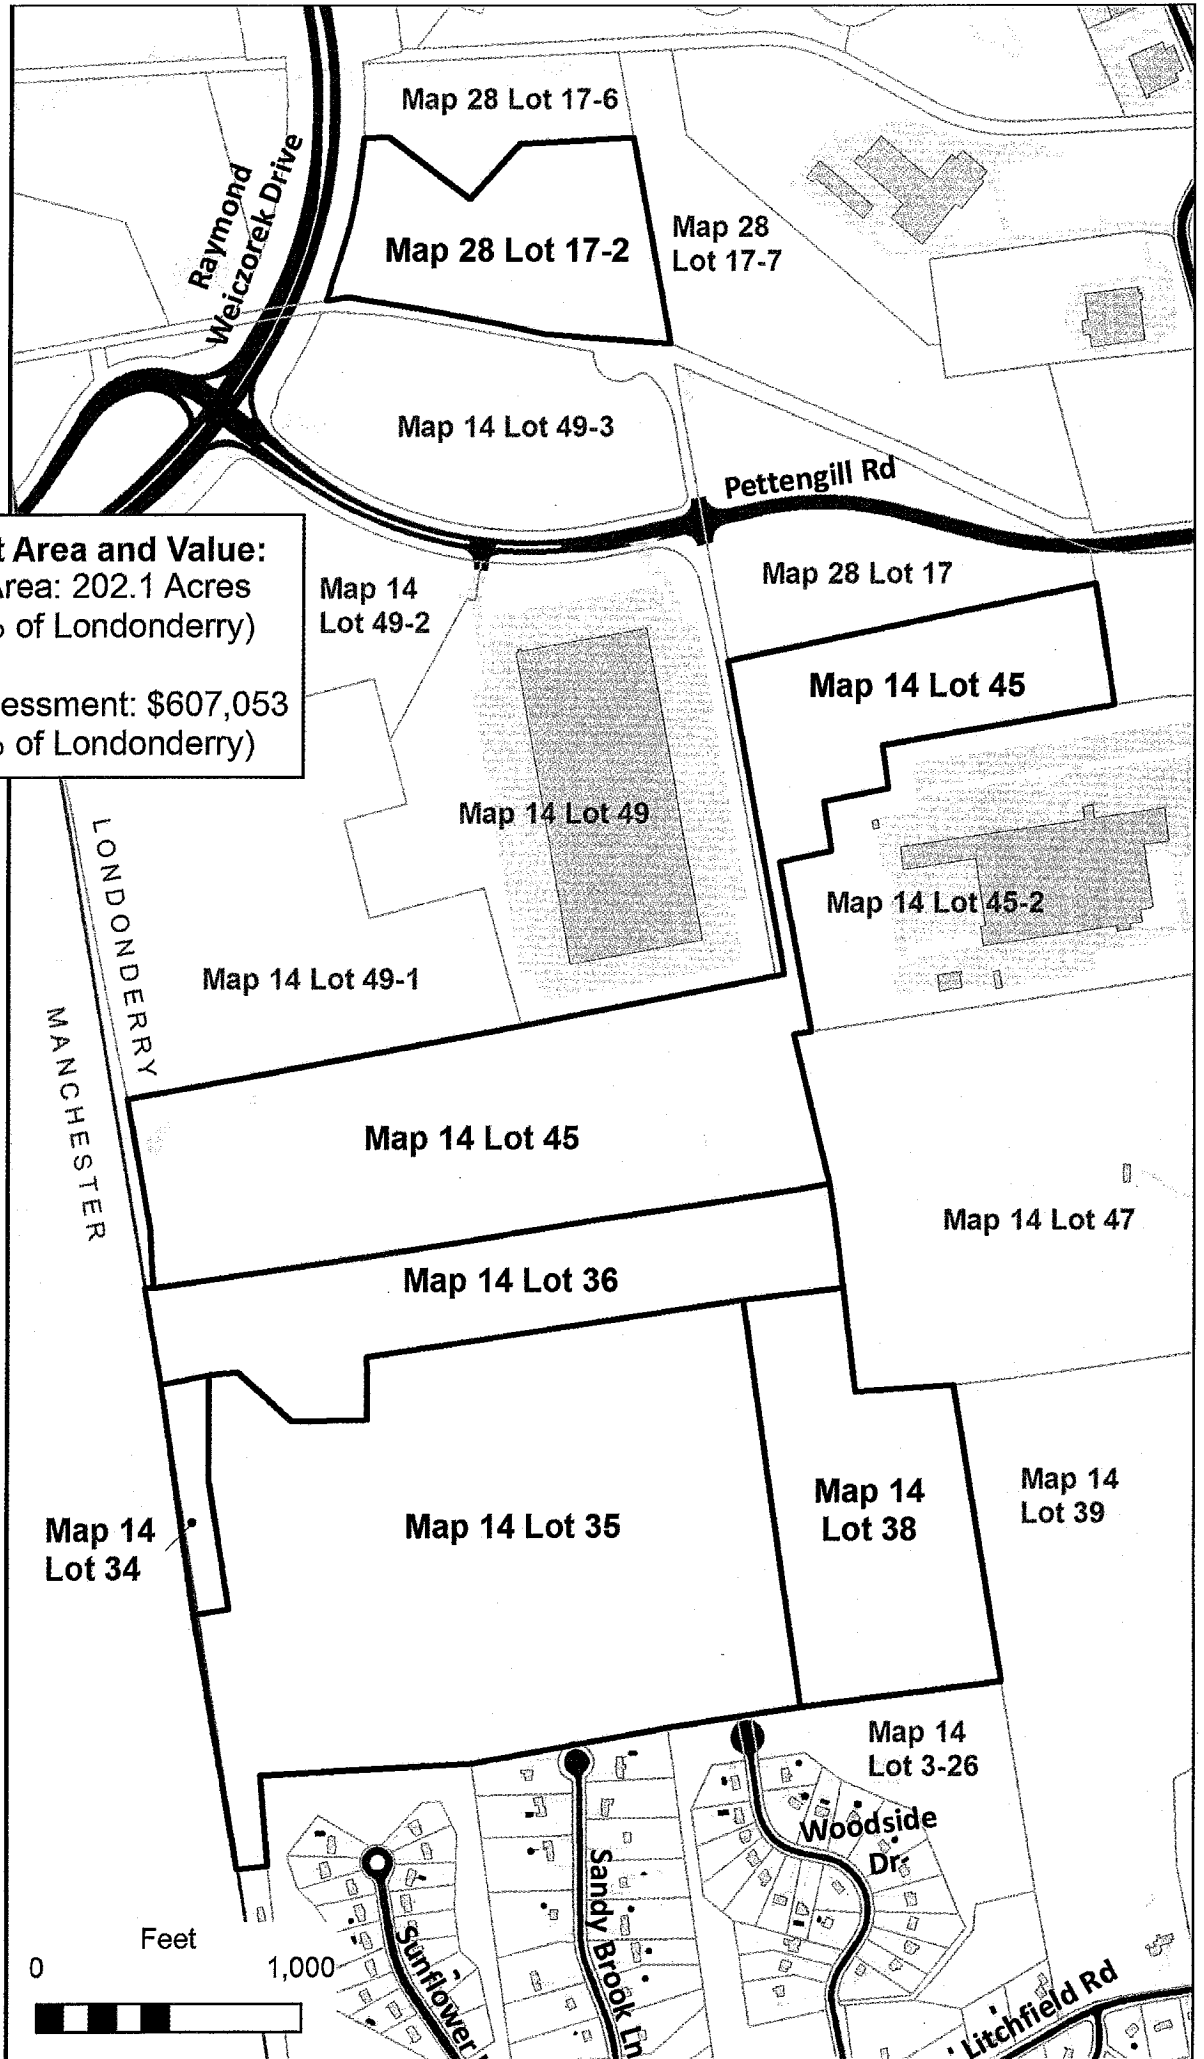 Map 28 Lot 17-6
Raymond
Weiczorek Drive
Map 28 Lot 17-2
Map 28
Lot 17-7
Map 14 Lot 49-3
Pettengill Rd
Area and Value:
rea: 202.1 Acres
of Londonderry)
essment: $607,053
of Londonderry)
Map 14
Lot 49-2
Map 28 Lot 17
Map 14 Lot 45
Map 14 Lot 49
Map 14 Lot 45-2
LONDONDERRY
MANCHESTER
Map 14 Lot 49-1
Map 14 Lot 45
Map 14 Lot 47
Map 14 Lot 36
Map 14
Lot 34
Map 14 Lot 35
Map 14
Lot 38
Map 14
Lot 39
Map 14
Lot 3-26
Woodside
Dr
Sandy Brook Ln
Sunflower
Litchfield Rd
Feet
0 1,000